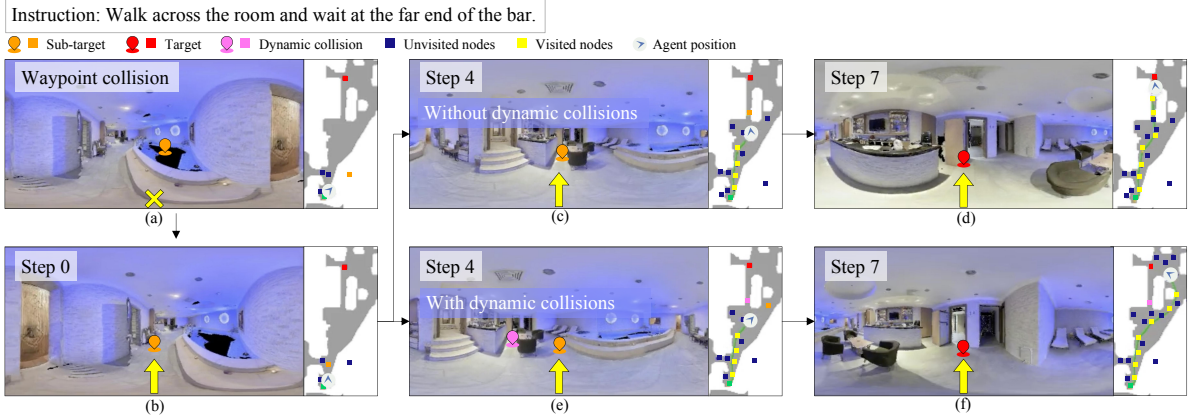 Instruction: Walk across the room and wait at the far end of the bar.
Sub-target Target Dynamic collision Unvisited nodes Visited nodes Agent position
Waypoint collision
(a)
Step 4
Without dynamic collisions
(c)
Step 7
(d)
Step 0
(b)
Step 4
With dynamic collisions
(e)
Step 7
(f)